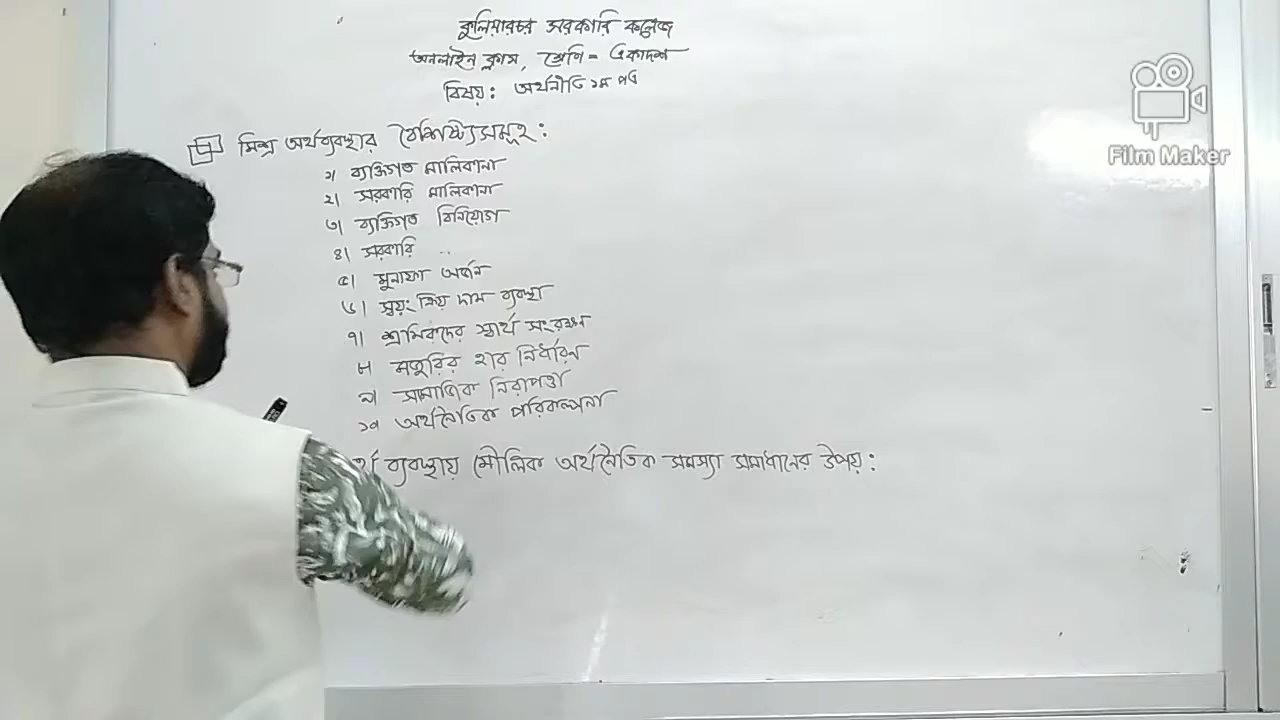 কুলিয়ারচর সরকারি কলেজ
অনলাইন ক্লাস, শ্রেণি = একাদশ
বিষয়: অর্থনীতি ১ম পত্র
মিশ্র অর্থব্যবস্থার বৈশিষ্ট্যসমূহ:
১। ব্যক্তিগত মালিকানা
২। সরকারি মালিকানা
৩। ব্যক্তিগত বিনিয়োগ
৪। সরকারি ..
৫। মুনাফা অর্জন
৬। স্বয়ংক্রিয় দাম ব্যবস্থা
৭। শ্রমিকদের স্বার্থ সংরক্ষণ
৮। মজুরির হার নির্ধারণ
৯। সামাজিক নিরাপত্তা
১০। অর্থনৈতিক পরিকল্পনা
ব্যবস্থায় মৌলিক অর্থনৈতিক সমস্যা সমাধানের উপায়:
Film Maker